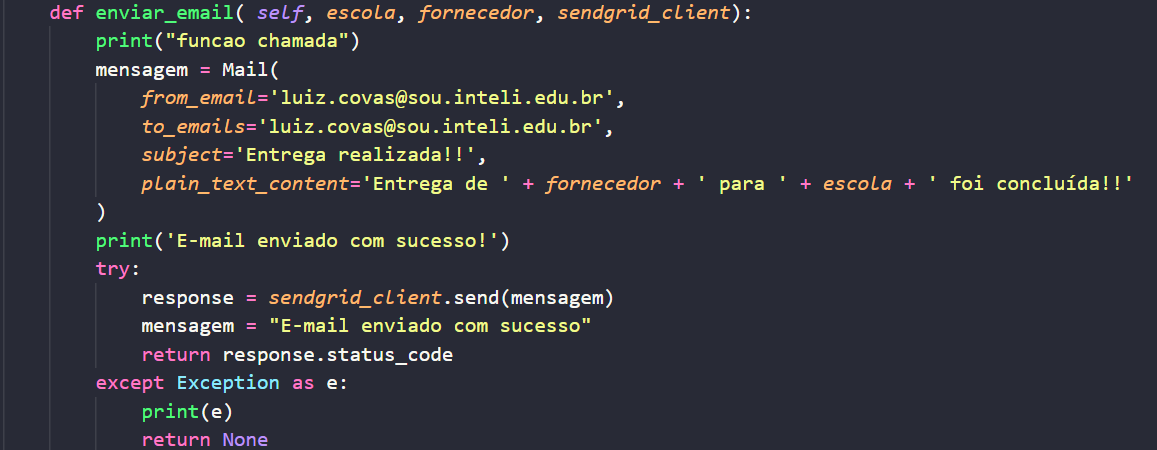 def enviar_email( self, escola, fornecedor, sendgrid_client):
print("funcao chamada")
mensagem = Mail(
from_email='luiz.covas@sou.inteli.edu.br',
to_emails='luiz.covas@sou.inteli.edu.br',
subject='Entrega realizada!!',
plain_text_content='Entrega de ' + fornecedor + ' para ' + escola + ' foi concluída!!'
)
print('E-mail enviado com sucesso!')
try:
response = sendgrid_client.send(mensagem)
mensagem = "E-mail enviado com sucesso"
return response.status_code
except Exception as e:
print(e)
return None